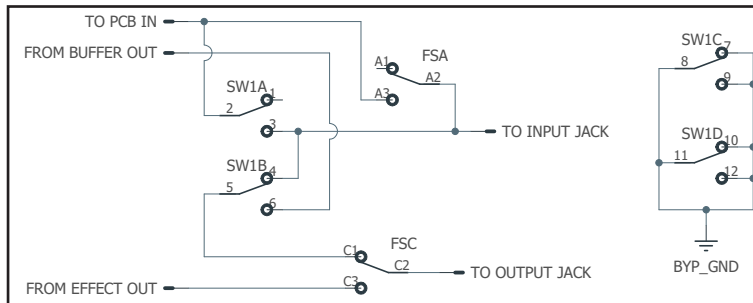 TO PCB IN
FROM BUFFER OUT
SW1A
1
2
3
SW1B
4
5
6
A1
FSA
A2
A3
TO INPUT JACK
C1
FSC
C2
C3
TO OUTPUT JACK
FROM EFFECT OUT
SW1C
7
8
9
SW1D
10
11
12
BYP_GND